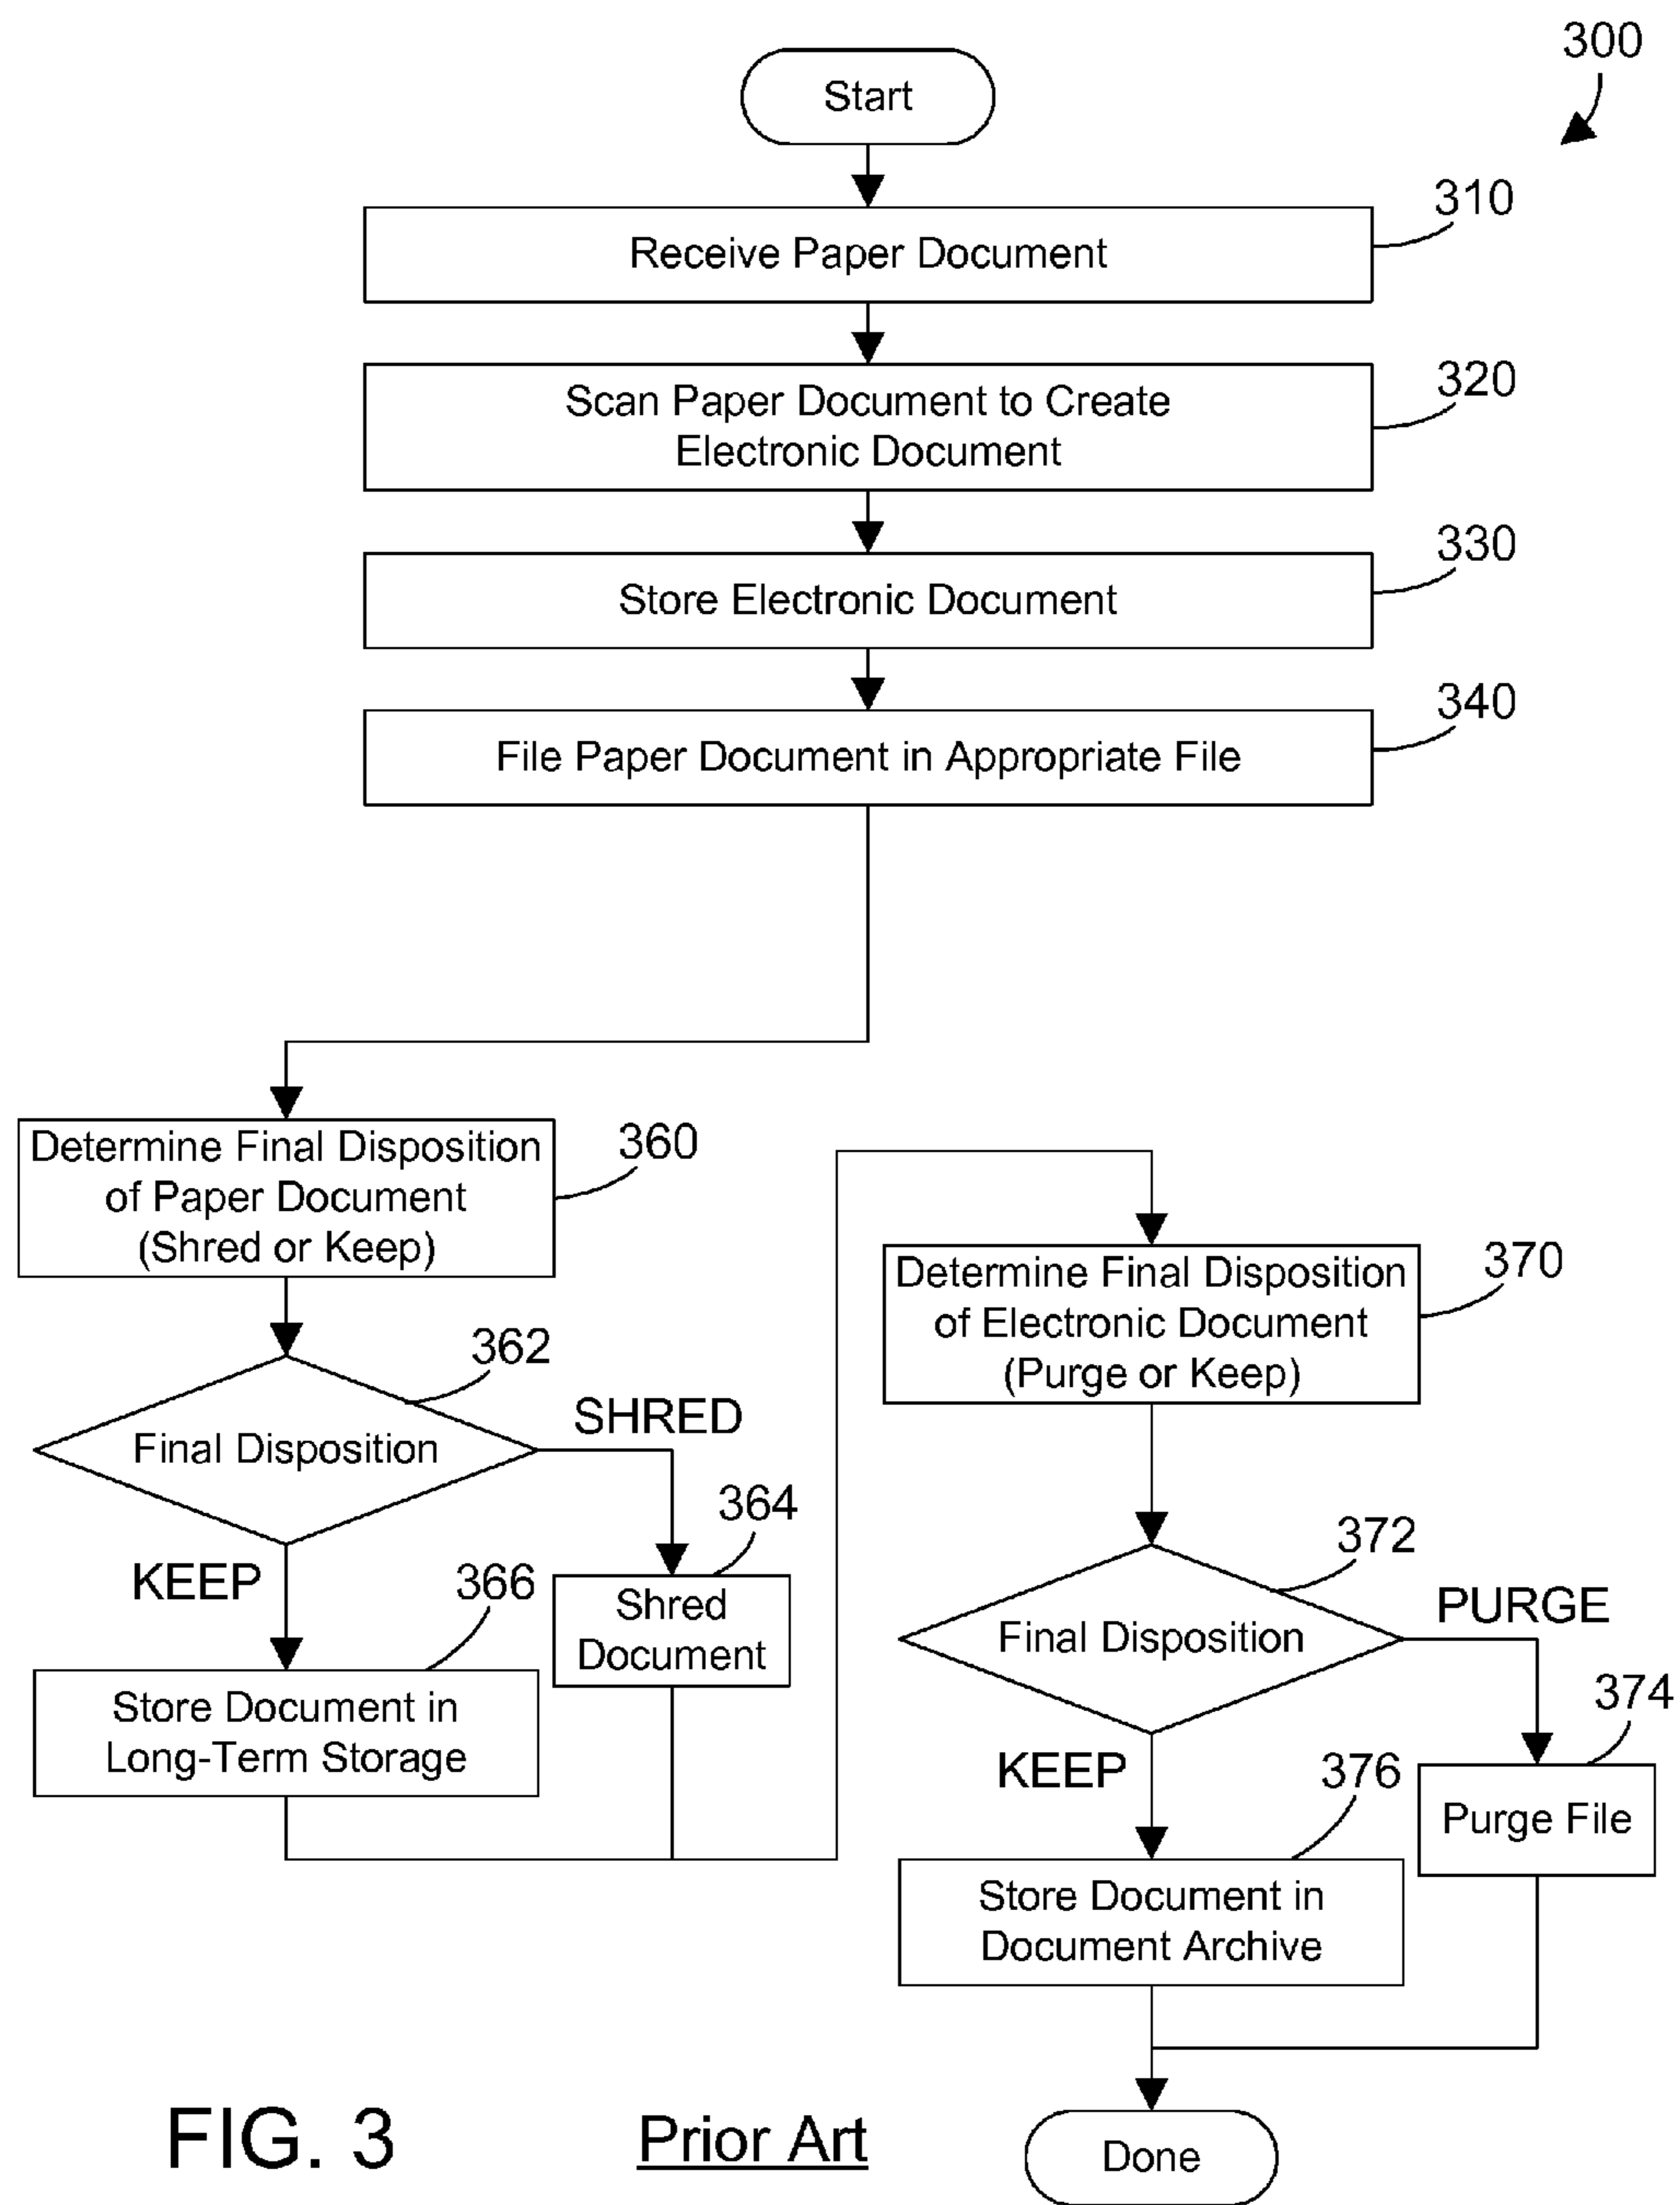 300
Start
310
Receive Paper Document
320
Scan Paper Document to Create
Electronic Document
330
Store Electronic Document
340
File Paper Document in Appropriate File
360
Determine Final Disposition
of Paper Document
(Shred or Keep)
362
Final Disposition
SHRED
364
Shred
Document
KEEP
366
Store Document in
Long-Term Storage
370
Determine Final Disposition
of Electronic Document
(Purge or Keep)
372
Final Disposition
PURGE
374
Purge File
KEEP
376
Store Document in
Document Archive
Done
FIG. 3
Prior Art